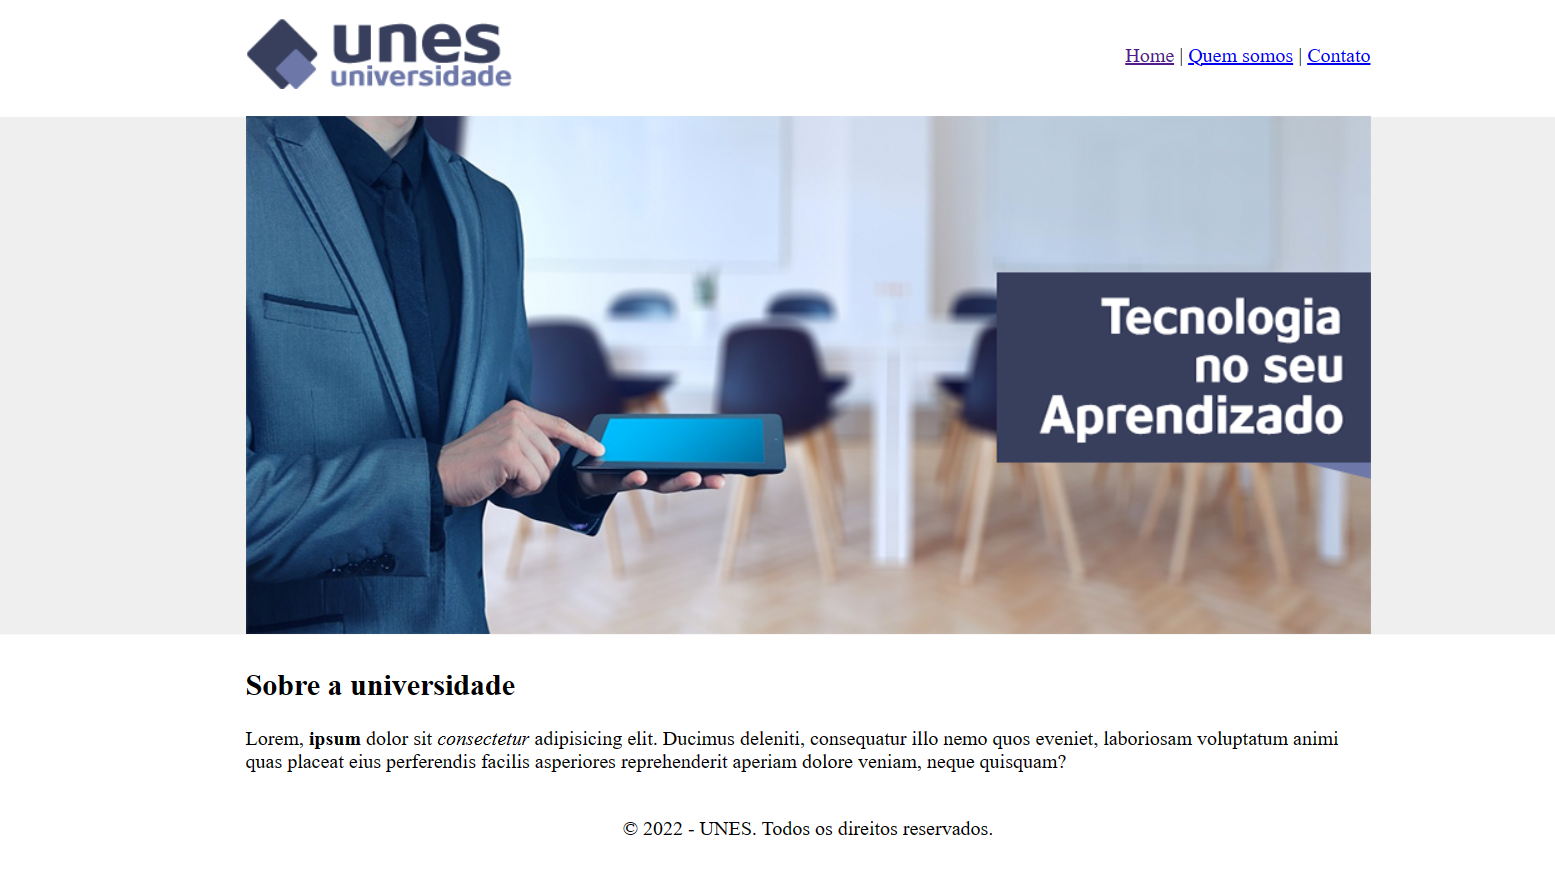 unes
universidade
Home | Quem somos | Contato
Tecnologia
no seu
Aprendizado
Sobre a universidade
Lorem, ipsum dolor sit consectetur adipisicing elit. Ducimus deleniti, consequatur illo nemo quos eveniet, laboriosam voluptatum animi
quas placeat eius perferendis facilis asperiores reprehenderit aperiam dolore veniam, neque quisquam?
© 2022 - UNES. Todos os direitos reservados.